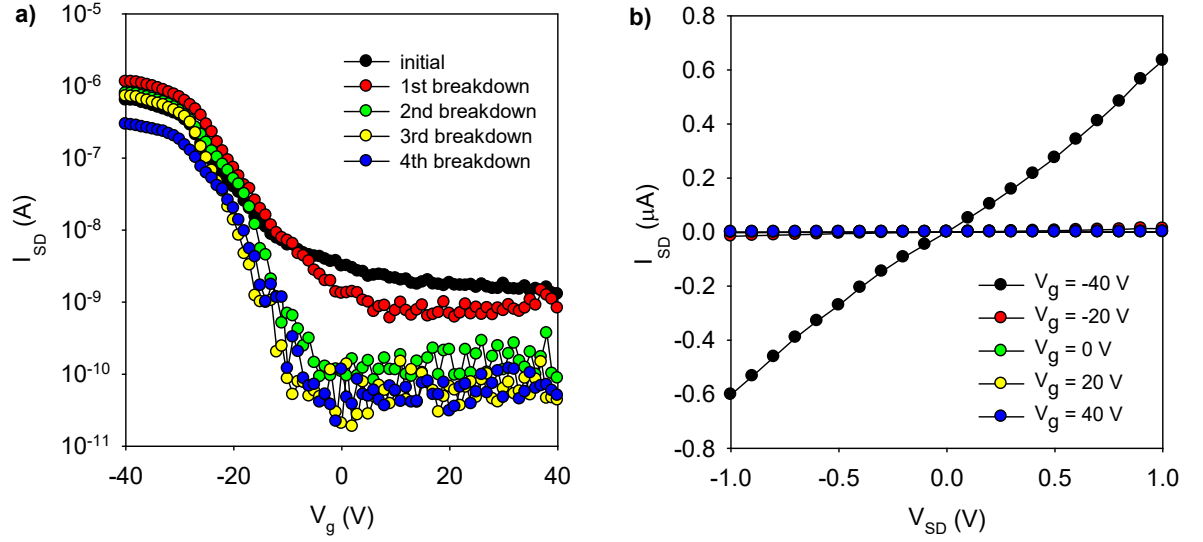 a)
10⁻⁵
10⁻⁶
10⁻⁷
10⁻⁸
10⁻⁹
10⁻¹⁰
10⁻¹¹
I_SD (A)
initial
1st breakdown
2nd breakdown
3rd breakdown
4th breakdown
-40 -20 0 20 40
V_g (V)
b)
0.8
0.6
0.4
0.2
0.0
-0.2
-0.4
-0.6
-0.8
I_SD (μA)
V_g = -40 V
V_g = -20 V
V_g = 0 V
V_g = 20 V
V_g = 40 V
-1.0 -0.5 0.0 0.5 1.0
V_SD (V)